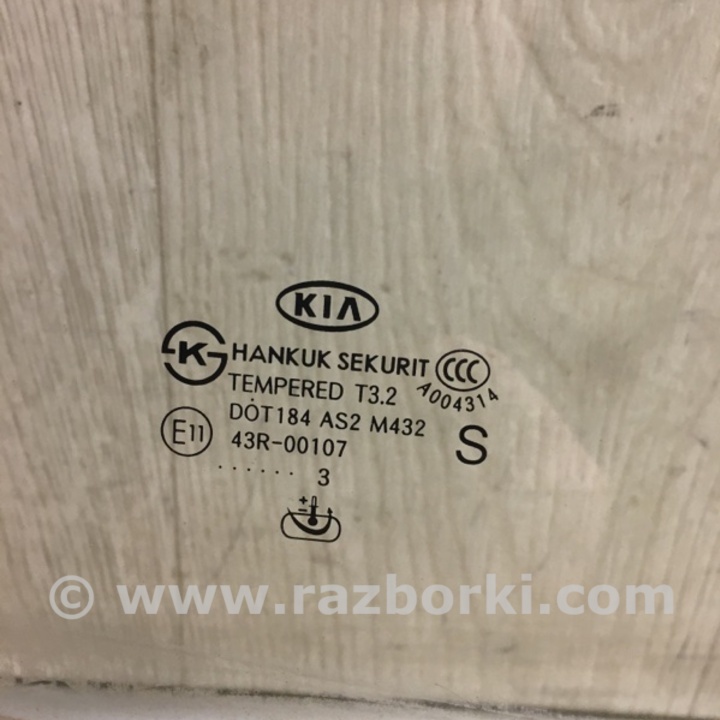 KIA
K HANKUK SEKURIT CCC
TEMPERED T3.2 A004314
DOT184 AS2 M432 S
E11 43R-00107
...... 3
© www.razborki.com